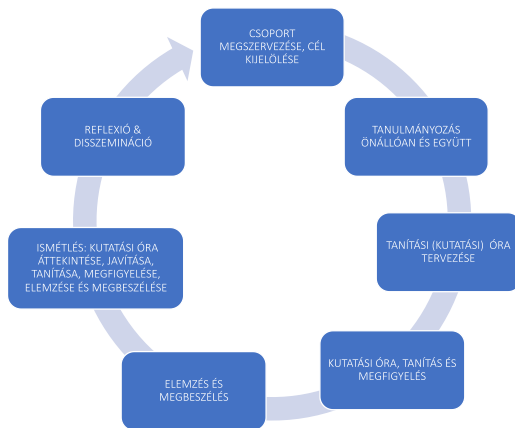 CSOPORT
MEGSZERVEZÉSE, CÉL
KIJELÖLÉSE
TANULMÁNYOZÁS
ÖNÁLLÓAN ÉS EGYÜTT
TANÍTÁSI (KUTATÁSI) ÓRA
TERVEZÉSE
KUTATÁSI ÓRA, TANÍTÁS ÉS
MEGFIGYELÉS
ELEMZÉS ÉS
MEGBESZÉLÉS
ISMÉTLÉS: KUTATÁSI ÓRA
ÁTTEKINTÉSE, JAVÍTÁSA,
TANÍTÁSA, MEGFIGYELÉSE,
ELEMZÉSE ÉS MEGBESZÉLÉSE
REFLEXIÓ &
DISSZEMINÁCIÓ